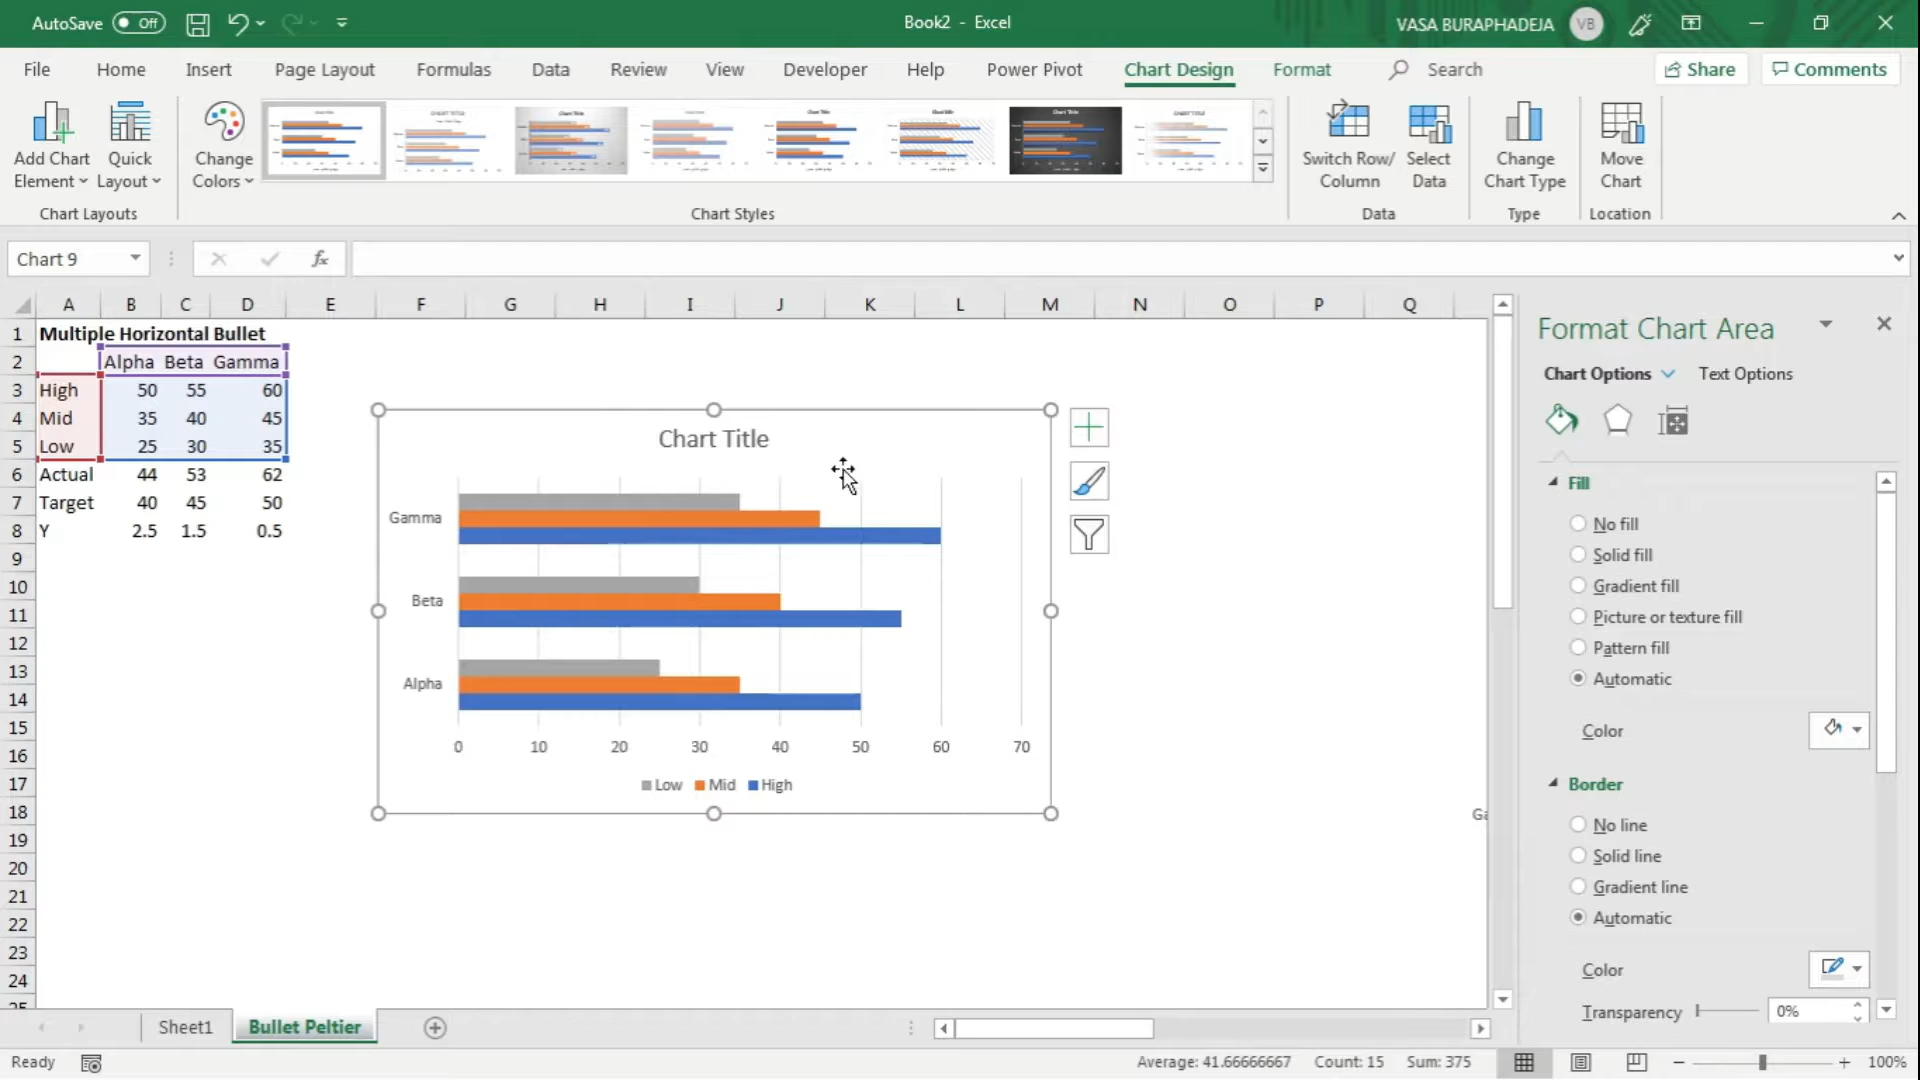 AutoSave Off
Book2 - Excel
VASA BURAPHADEJA VB
File Home Insert Page Layout Formulas Data Review View Developer Help Power Pivot Chart Design Format Search Share Comments
Add Chart Element
Quick Layout
Change Colors
Switch Row/ Column
Select Data
Change Chart Type
Move Chart
Chart Layouts Chart Styles Data Type Location
Chart 9 fx
A B C D E F G H I J K L M N O P Q
1 Multiple Horizontal Bullet
2 Alpha Beta Gamma
3 High 50 55 60
4 Mid 35 40 45
5 Low 25 30 35
6 Actual 44 53 62
7 Target 40 45 50
8 Y 2.5 1.5 0.5
9
10
11
12
13
14
15
16
17
18
19
20
21
22
23
24
25
Chart Title
Gamma
Beta
Alpha
0 10 20 30 40 50 60 70
Low Mid High
Ga
Format Chart Area
Chart Options Text Options
Fill
No fill
Solid fill
Gradient fill
Picture or texture fill
Pattern fill
Automatic
Color
Border
No line
Solid line
Gradient line
Automatic
Color
Transparency 0%
Sheet1 Bullet Peltier
Ready
Average: 41.66666667 Count: 15 Sum: 375 100%